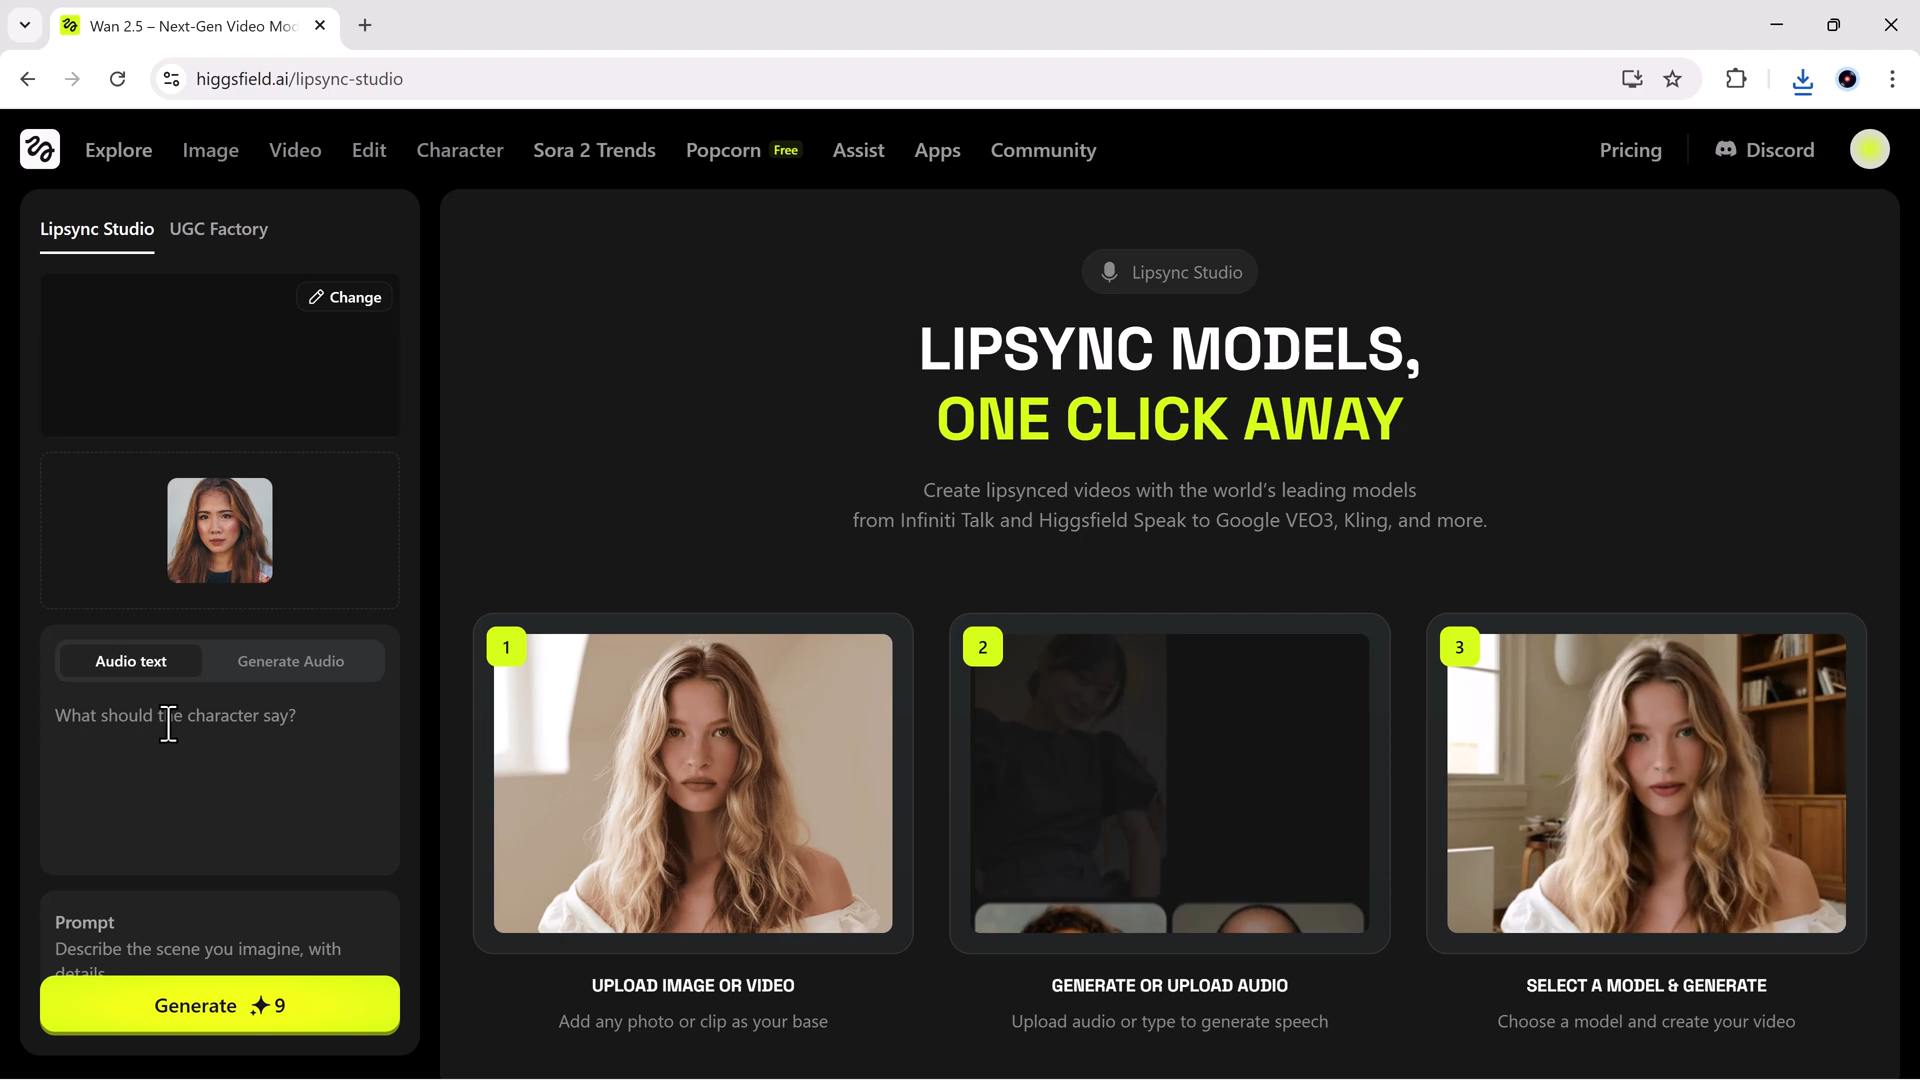 Wan 2.5 – Next-Gen Video Mod
higgsfield.ai/lipsync-studio
Explore Image Video Edit Character Sora 2 Trends Popcorn Free Assist Apps Community Pricing Discord
Lipsync Studio UGC Factory
Change
Lipsync Studio
LIPSYNC MODELS,
ONE CLICK AWAY
Create lipsynced videos with the world's leading models
from Infiniti Talk and Higgsfield Speak to Google VEO3, Kling, and more.
Audio text Generate Audio
What should the character say?
Prompt
Describe the scene you imagine, with
details.
Generate 9
1
2
3
UPLOAD IMAGE OR VIDEO
Add any photo or clip as your base
GENERATE OR UPLOAD AUDIO
Upload audio or type to generate speech
SELECT A MODEL & GENERATE
Choose a model and create your video